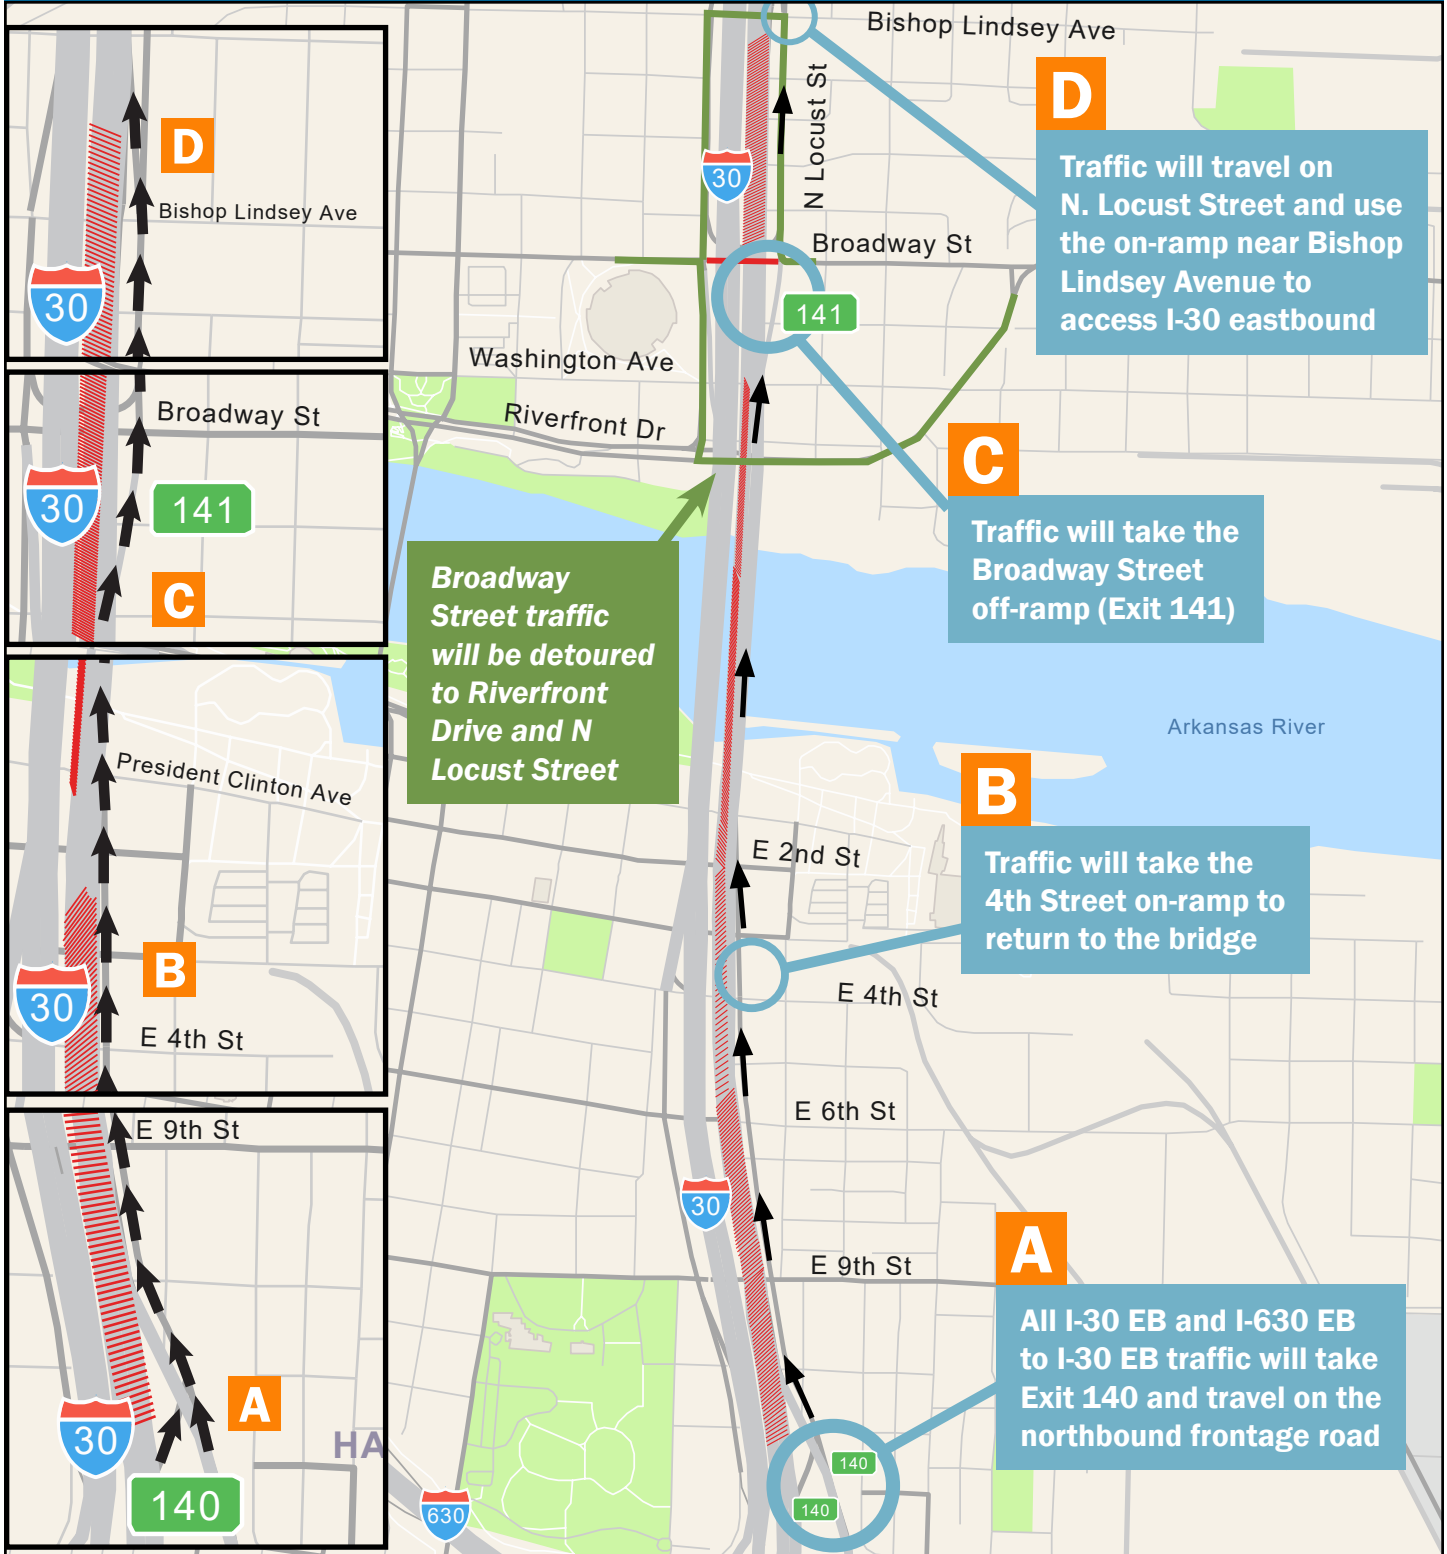 D
Bishop Lindsey Ave
30
Broadway St
30
141
C
President Clinton Ave
B
30
E 4th St
E 9th St
A
30
140
HA
Bishop Lindsey Ave
N Locust St
30
Broadway St
141
Washington Ave
Riverfront Dr
Broadway
Street traffic
will be detoured
to Riverfront
Drive and N
Locust Street
Arkansas River
E 2nd St
E 4th St
E 6th St
30
E 9th St
140
140
630
D
Traffic will travel on
N. Locust Street and use
the on-ramp near Bishop
Lindsey Avenue to
access I-30 eastbound
C
Traffic will take the
Broadway Street
off-ramp (Exit 141)
B
Traffic will take the
4th Street on-ramp to
return to the bridge
A
All I-30 EB and I-630 EB
to I-30 EB traffic will take
Exit 140 and travel on the
northbound frontage road